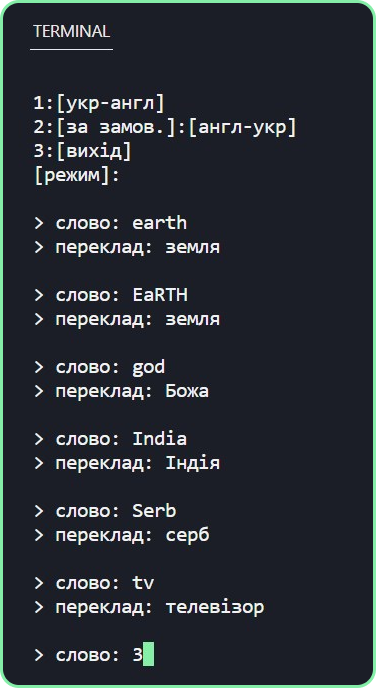 TERMINAL
1:[укр-англ]
2:[за замов.]:[англ-укр]
3:[вихід]
[режим]:
> слово: earth
> переклад: земля
> слово: EaRTH
> переклад: земля
> слово: god
> переклад: Божа
> слово: India
> переклад: Індія
> слово: Serb
> переклад: серб
> слово: tv
> переклад: телевізор
> слово: 3